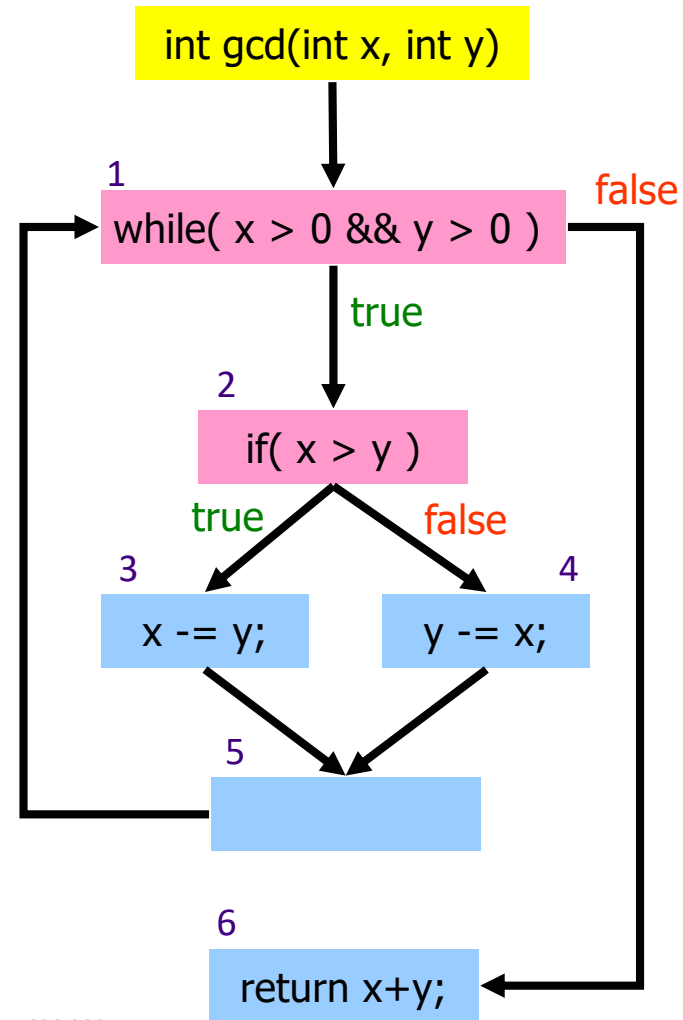 int gcd(int x, int y)
1
false
while( x > 0 && y > 0 )
true
2
if( x > y )
true
false
3
4
x -= y;
y -= x;
5
6
return x+y;